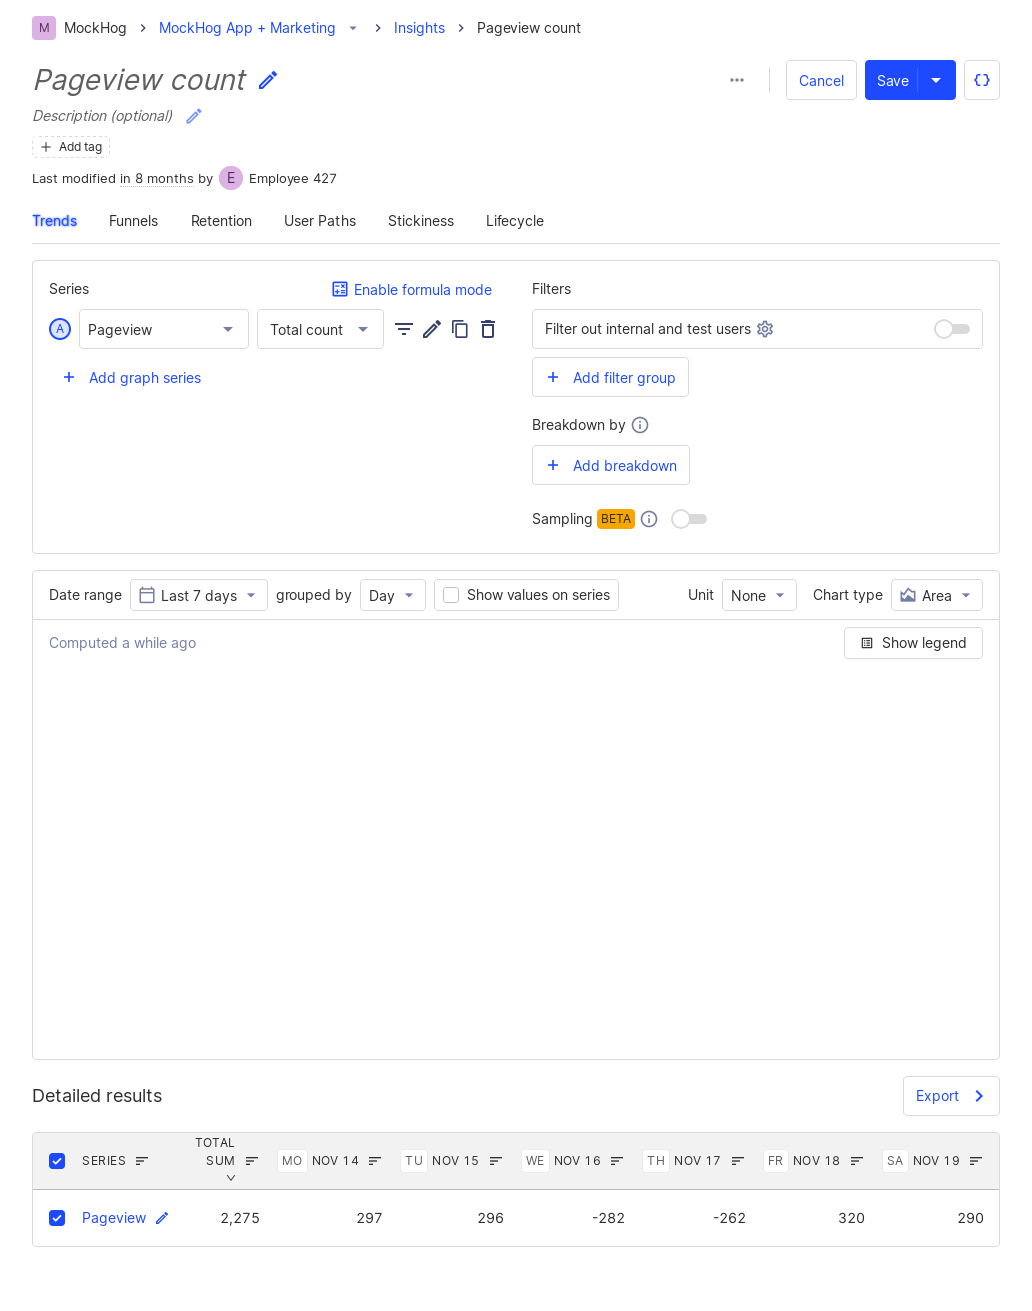 M MockHog > MockHog App + Marketing > Insights > Pageview count
Pageview count
Cancel Save {}
Description (optional)
Add tag
Last modified in 8 months by E Employee 427
Trends Funnels Retention User Paths Stickiness Lifecycle
Series Enable formula mode
A Pageview Total count
+ Add graph series
Filters
Filter out internal and test users
+ Add filter group
Breakdown by
+ Add breakdown
Sampling BETA
Date range Last 7 days grouped by Day Show values on series Unit None Chart type Area
Computed a while ago Show legend
Detailed results Export
SERIES TOTAL SUM MO NOV 14 TU NOV 15 WE NOV 16 TH NOV 17 FR NOV 18 SA NOV 19
Pageview 2,275 297 296 -282 -262 320 290